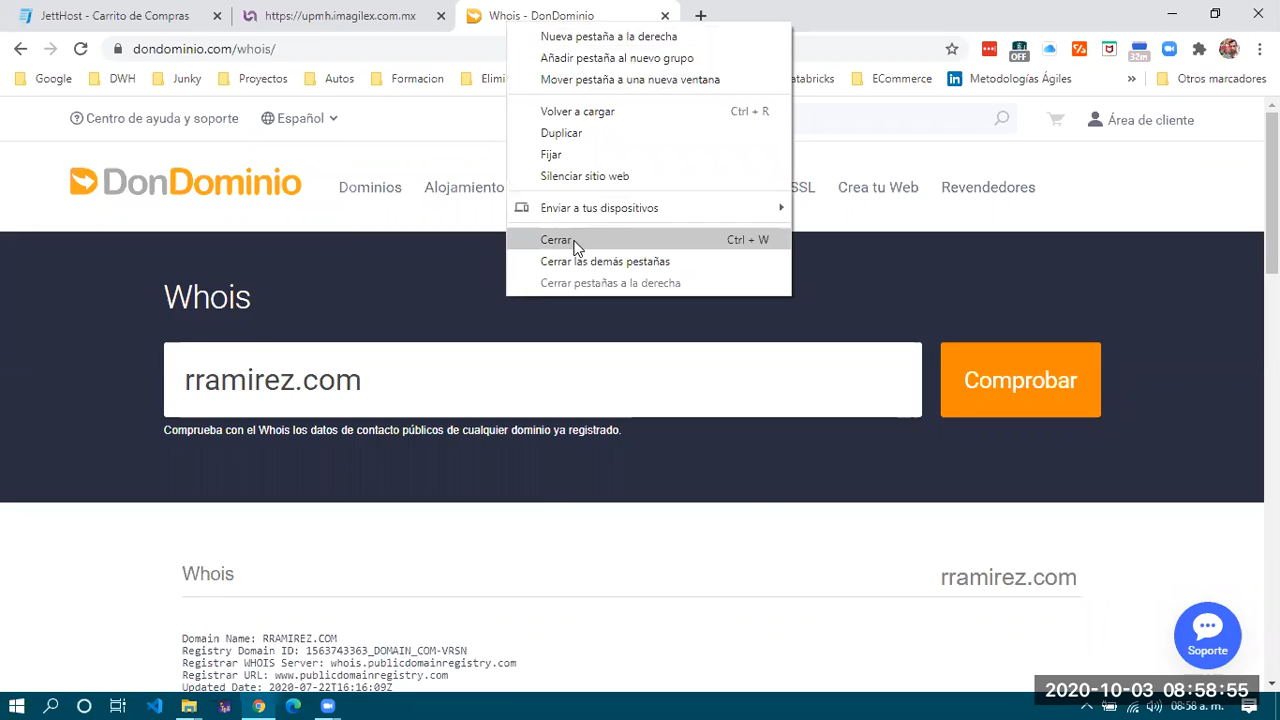 JettHost - Carrito de Compras
https://upmh.imagilex.com.mx
Whois - DonDominio
dondominio.com/whois/
OFF
32m
Google
DWH
Junky
Proyectos
Autos
Formacion
Elimi
atabricks
ECommerce
Metodologías Ágiles
»
Otros marcadores
Nueva pestaña a la derecha
Añadir pestaña al nuevo grupo
Mover pestaña a una nueva ventana
Volver a cargar Ctrl + R
Duplicar
Fijar
Silenciar sitio web
Enviar a tus dispositivos
Cerrar Ctrl + W
Cerrar las demás pestañas
Cerrar pestañas a la derecha
Centro de ayuda y soporte
Español
Área de cliente
DonDominio
Dominios
Alojamiento
SSL
Crea tu Web
Revendedores
Whois
rramirez.com
Comprobar
Comprueba con el Whois los datos de contacto públicos de cualquier dominio ya registrado.
Whois
rramirez.com
Domain Name: RRAMIREZ.COM
Registry Domain ID: 1563743363_DOMAIN_COM-VRSN
Registrar WHOIS Server: whois.publicdomainregistry.com
Registrar URL: www.publicdomainregistry.com
Updated Date: 2020-07-22T16:16:09Z
Soporte
2020-10-03 08:58:55
08:58 a. m.